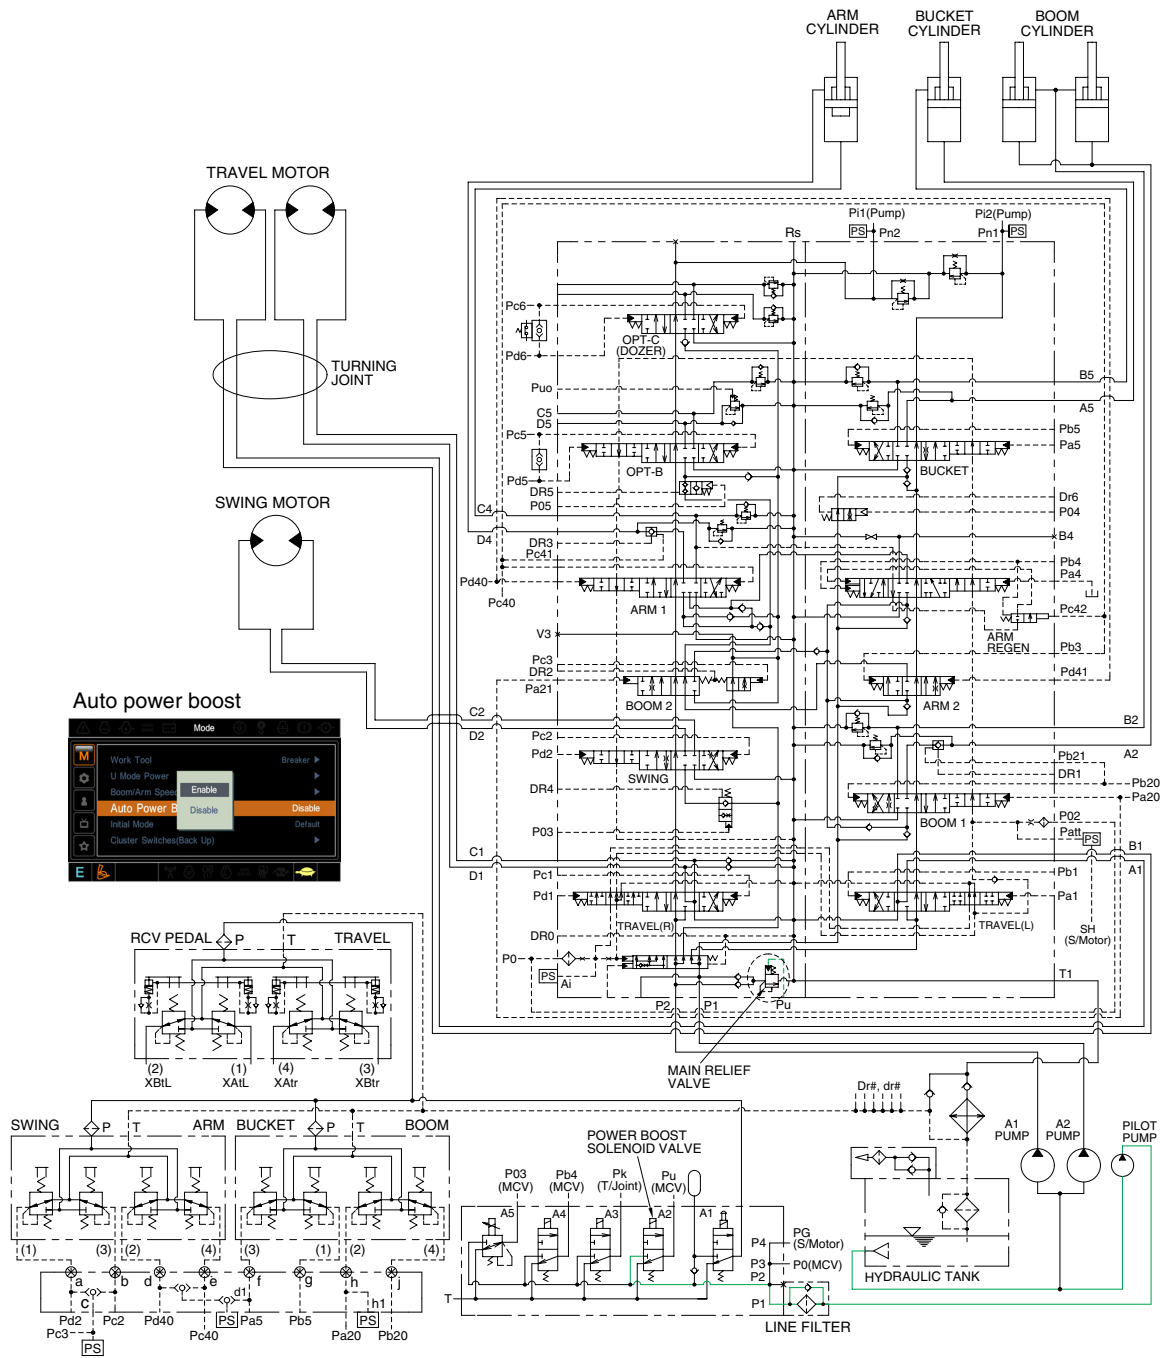 ARM
CYLINDER
BUCKET
CYLINDER
BOOM
CYLINDER
TRAVEL MOTOR
Pi1(Pump)
Pi2(Pump)
PS
Pn2
Rs
Pn1
PS
Pc6
OPT-C
(DOZER)
Pd6
TURNING
JOINT
Puo
B5
C5
A5
D5
Pc5
Pb5
Pa5
OPT-B
BUCKET
Pd5
SWING MOTOR
DR5
Dr6
P05
P04
C4
D4
DR3
B4
Pc41
Pb4
Pd40
Pa4
Pc40
ARM 1
Pc42
ARM
REGEN
V3
Pb3
Pc3
DR2
Pd41
Pa21
BOOM 2
ARM 2
Auto power boost
C2
B2
D2
A2
Mode
M
Work Tool
Breaker
U Mode Power
Boom/Arm Speed
Enable
Auto Power B
Disable
Disable
Initial Mode
Default
Cluster Switches(Back Up)
E
Pc2
Pd2
SWING
Pb21
DR1
Pb20
Pa20
DR4
BOOM 1
P02
P03
Patt
PS
C1
B1
D1
A1
Pc1
Pb1
Pd1
Pa1
TRAVEL(R)
TRAVEL(L)
SH
(S/Motor)
DR0
P0
PS
Ai
T1
P2
P1
Pu
RCV PEDAL
P
T
TRAVEL
MAIN RELIEF
VALVE
(2)
XBtL
(1)
XAtL
(4)
XAtr
(3)
XBtr
Dr#, dr#
SWING
P
T
ARM
BUCKET
P
T
BOOM
A1
PUMP
A2
PUMP
PILOT
PUMP
POWER BOOST
SOLENOID VALVE
P03
(MCV)
Pb4
(MCV)
Pk
(T/Joint)
Pu
(MCV)
A5
A4
A3
A2
A1
(1)
(3)
(2)
(4)
(3)
(1)
(2)
(4)
P4
PG
(S/Motor)
P3
P0(MCV)
P2
P1
T
HYDRAULIC TANK
LINE FILTER
a
b
d
e
f
g
h
j
c
d1
h1
Pd2
Pc2
Pd40
Pc40
PS
Pa5
Pb5
Pa20
PS
Pb20
Pc3
PS